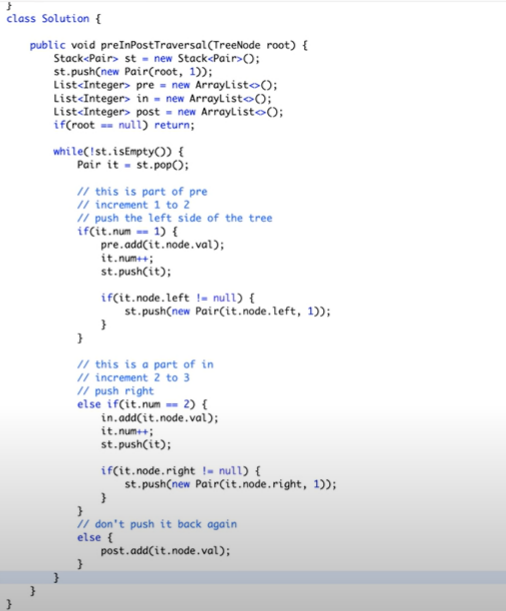 }
class Solution {
public void preInPostTraversal(TreeNode root) {
Stack<Pair> st = new Stack<Pair>();
st.push(new Pair(root, 1));
List<Integer> pre = new ArrayList<>();
List<Integer> in = new ArrayList<>();
List<Integer> post = new ArrayList<>();
if(root == null) return;
while(!st.isEmpty()) {
Pair it = st.pop();
// this is part of pre
// increment 1 to 2
// push the left side of the tree
if(it.num == 1) {
pre.add(it.node.val);
it.num++;
st.push(it);
if(it.node.left != null) {
st.push(new Pair(it.node.left, 1));
}
}
// this is a part of in
// increment 2 to 3
// push right
else if(it.num == 2) {
in.add(it.node.val);
it.num++;
st.push(it);
if(it.node.right != null) {
st.push(new Pair(it.node.right, 1));
}
}
// don't push it back again
else {
post.add(it.node.val);
}
}
}
}